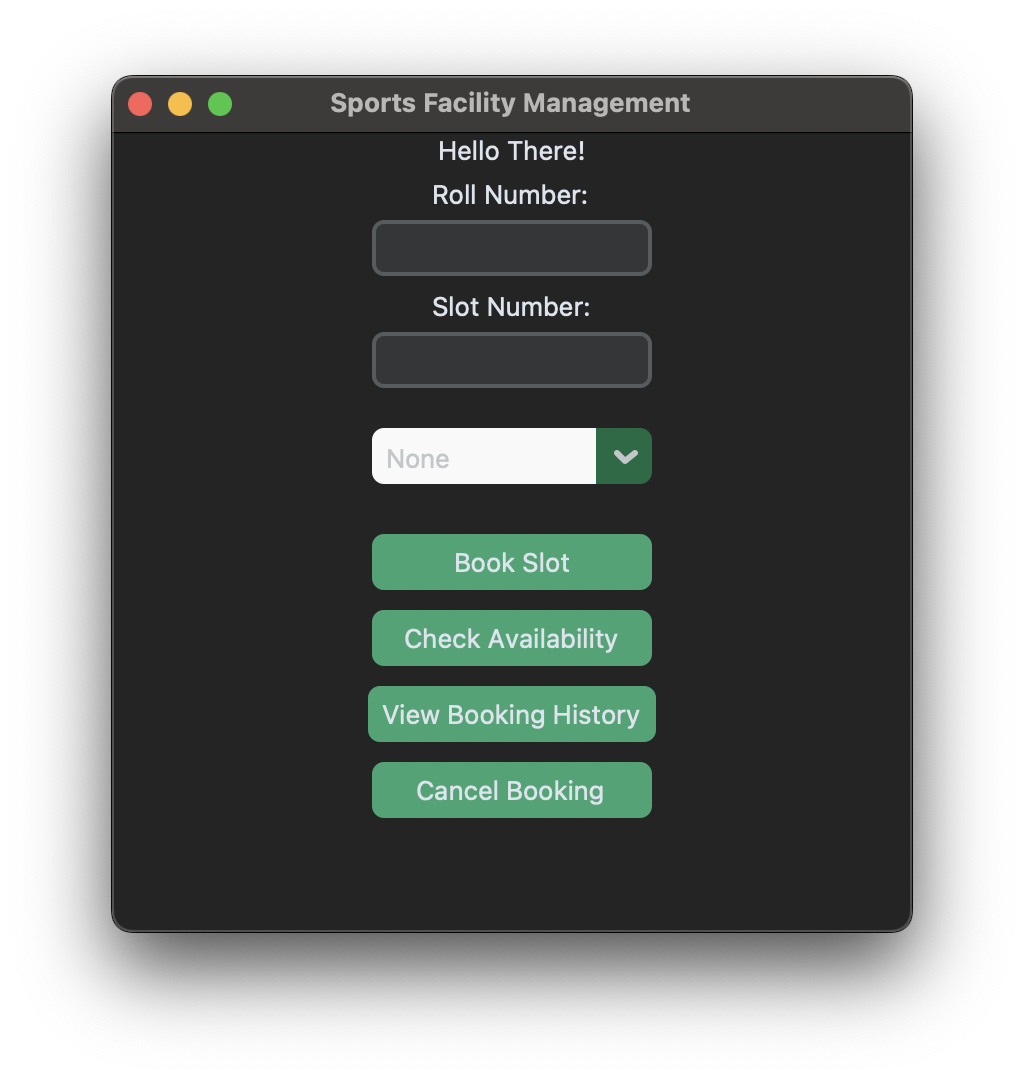 Sports Facility Management
Hello There!
Roll Number:
Slot Number:
None
Book Slot
Check Availability
View Booking History
Cancel Booking